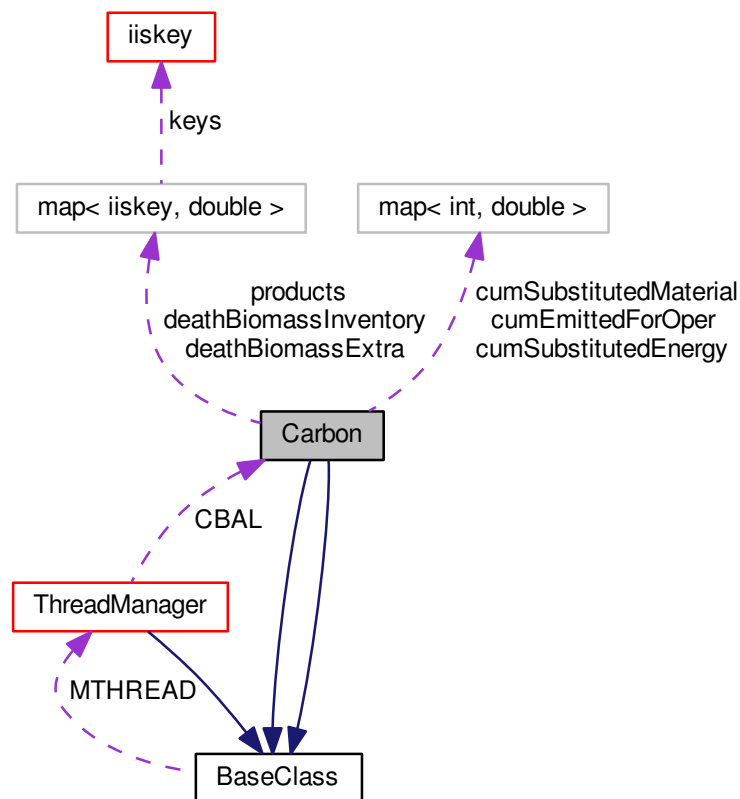 iiskey
keys
map< iiskey, double >
map< int, double >
products
deathBiomassInventory
deathBiomassExtra
cumSubstitutedMaterial
cumEmittedForOper
cumSubstitutedEnergy
Carbon
CBAL
ThreadManager
MTHREAD
BaseClass